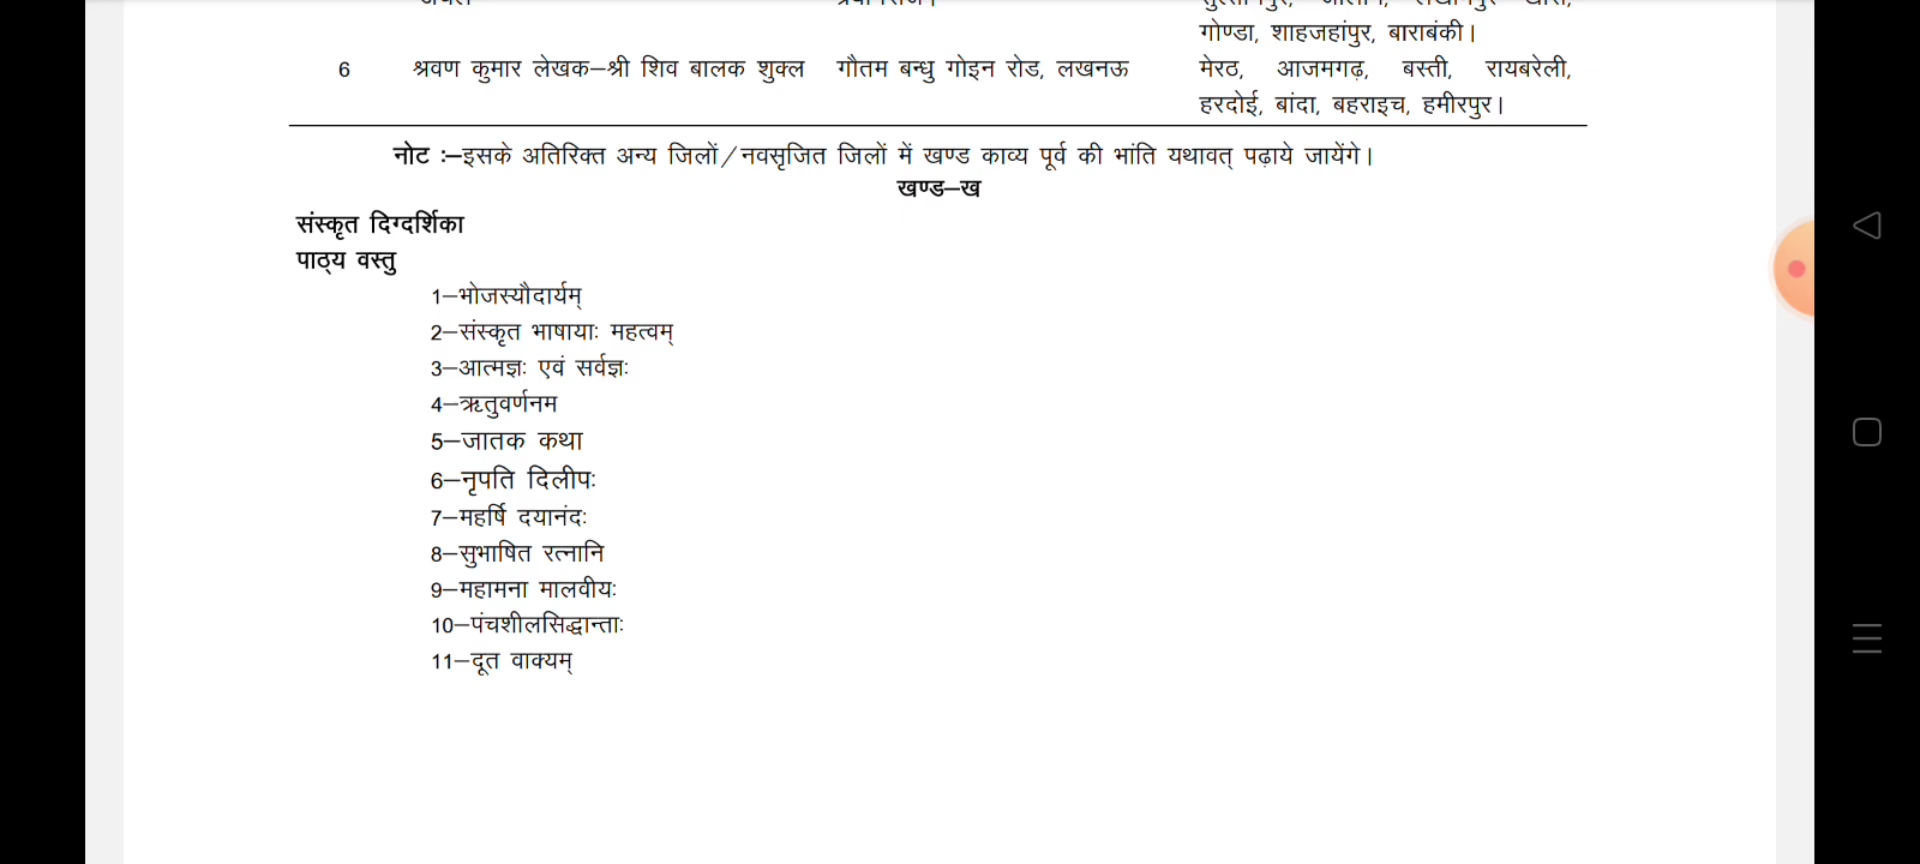 गोण्डा, शाहजहांपुर, बाराबंकी।
6 श्रवण कुमार लेखक–श्री शिव बालक शुक्ल गौतम बन्धु गोइन रोड, लखनऊ मेरठ, आजमगढ़, बस्ती, रायबरेली,
हरदोई, बांदा, बहराइच, हमीरपुर।
नोट :–इसके अतिरिक्त अन्य जिलों/नवसृजित जिलों में खण्ड काव्य पूर्व की भांति यथावत् पढ़ाये जायेंगे।
खण्ड–ख
संस्कृत दिग्दर्शिका
पाठ्य वस्तु
1–भोजस्यौदार्यम्
2–संस्कृत भाषायाः महत्वम्
3–आत्मज्ञः एवं सर्वज्ञः
4–ऋतुवर्णनम
5–जातक कथा
6–नृपति दिलीपः
7–महर्षि दयानंदः
8–सुभाषित रत्नानि
9–महामना मालवीयः
10–पंचशीलसिद्धान्ताः
11–दूत वाक्यम्